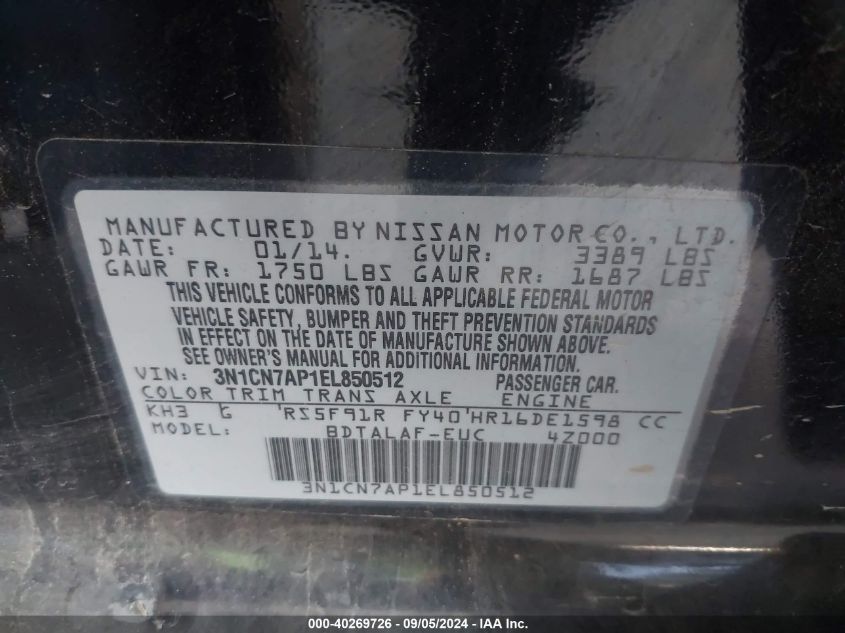 MANUFACTURED BY NISSAN MOTOR CO., LTD.
DATE: 01/14. GVWR: 3389 LBS
GAWR FR: 1750 LBS GAWR RR: 1687 LBS
THIS VEHICLE CONFORMS TO ALL APPLICABLE FEDERAL MOTOR
VEHICLE SAFETY, BUMPER AND THEFT PREVENTION STANDARDS
IN EFFECT ON THE DATE OF MANUFACTURE SHOWN ABOVE.
SEE OWNER'S MANUAL FOR ADDITIONAL INFORMATION.
VIN: 3N1CN7AP1EL850512 PASSENGER CAR.
COLOR TRIM TRANS AXLE ENGINE
KH3 G RS5F91R FY40 HR16DE1598 CC
MODEL: BDTALAF-EUC 4Z000
3N1CN7AP1EL850512
000-40269726 - 09/05/2024 - IAA Inc.